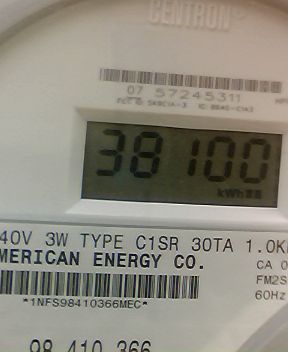 CENTRON
07 57245311
38100
kWh
40V 3W TYPE C1SR 30TA 1.0K
MERICAN ENERGY CO.
CA 0
FM2S
60Hz
*1NFS98410366MEC*
98 410 366